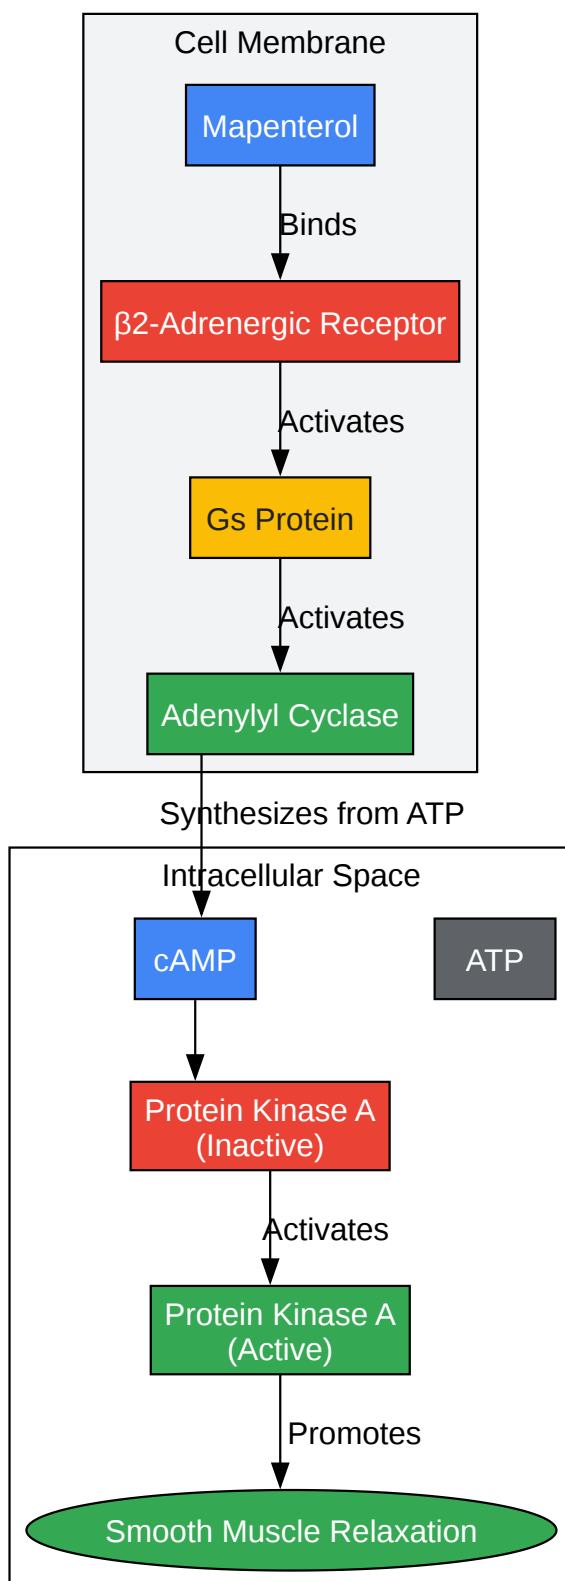 Cell Membrane
Mapenterol
Binds
β2-Adrenergic Receptor
Activates
Gs Protein
Activates
Adenylyl Cyclase
Synthesizes from ATP
Intracellular Space
cAMP
ATP
Protein Kinase A
(Inactive)
Activates
Protein Kinase A
(Active)
Promotes
Smooth Muscle Relaxation